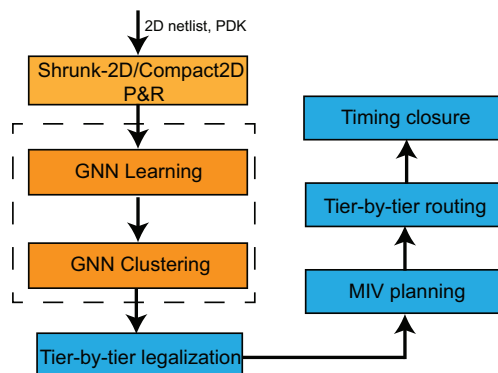 2D netlist, PDK
Shrunk-2D/Compact2D
P&R
GNN Learning
GNN Clustering
Tier-by-tier legalization
MIV planning
Tier-by-tier routing
Timing closure